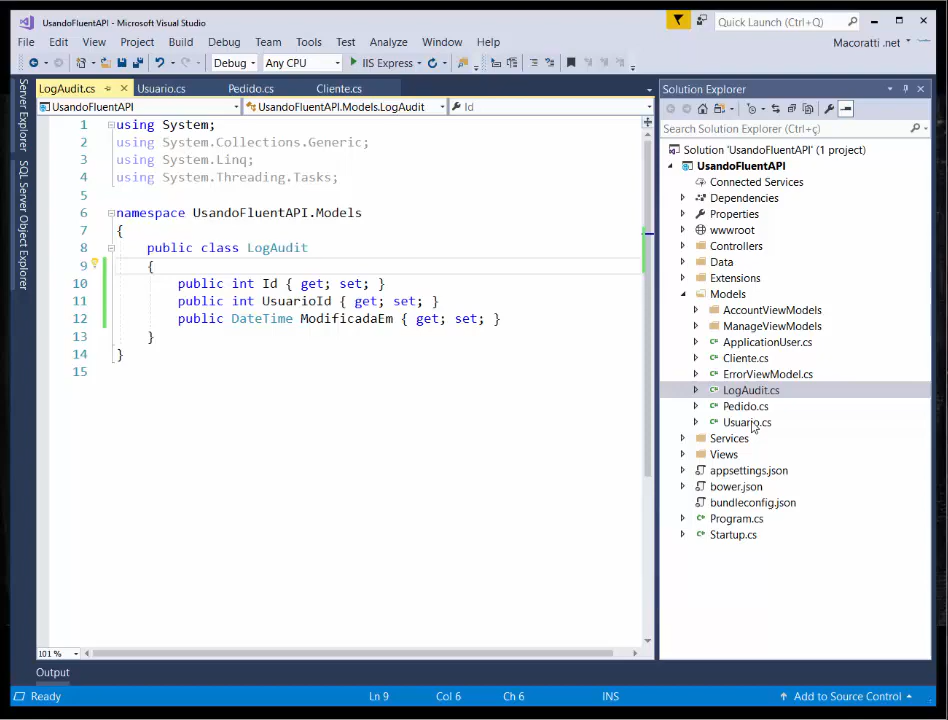 UsandoFluentAPI - Microsoft Visual Studio
Quick Launch (Ctrl+Q)
File Edit View Project Build Debug Team Tools Test Analyze Window Help
Macoratti .net
Debug Any CPU IIS Express
LogAudit.cs Usuario.cs Pedido.cs Cliente.cs
UsandoFluentAPI UsandoFluentAPI.Models.LogAudit Id
Server Explorer
SQL Server Object Explorer
1 using System;
2 using System.Collections.Generic;
3 using System.Linq;
4 using System.Threading.Tasks;
5
6 namespace UsandoFluentAPI.Models
7 {
8 public class LogAudit
9 {
10 public int Id { get; set; }
11 public int UsuarioId { get; set; }
12 public DateTime ModificadaEm { get; set; }
13 }
14 }
15
101 %
Solution Explorer
Search Solution Explorer (Ctrl+ç)
Solution 'UsandoFluentAPI' (1 project)
UsandoFluentAPI
Connected Services
Dependencies
Properties
wwwroot
Controllers
Data
Extensions
Models
AccountViewModels
ManageViewModels
C# ApplicationUser.cs
C# Cliente.cs
C# ErrorViewModel.cs
C# LogAudit.cs
C# Pedido.cs
C# Usuario.cs
Services
Views
appsettings.json
bower.json
bundleconfig.json
C# Program.cs
C# Startup.cs
Output
Ready Ln 9 Col 6 Ch 6 INS Add to Source Control